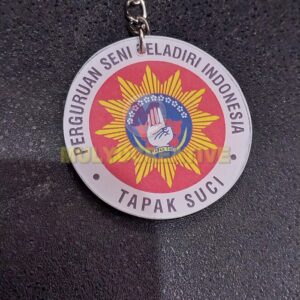 PERGURUAN SENI BELADIRI INDONESIA
• TAPAK SUCI •